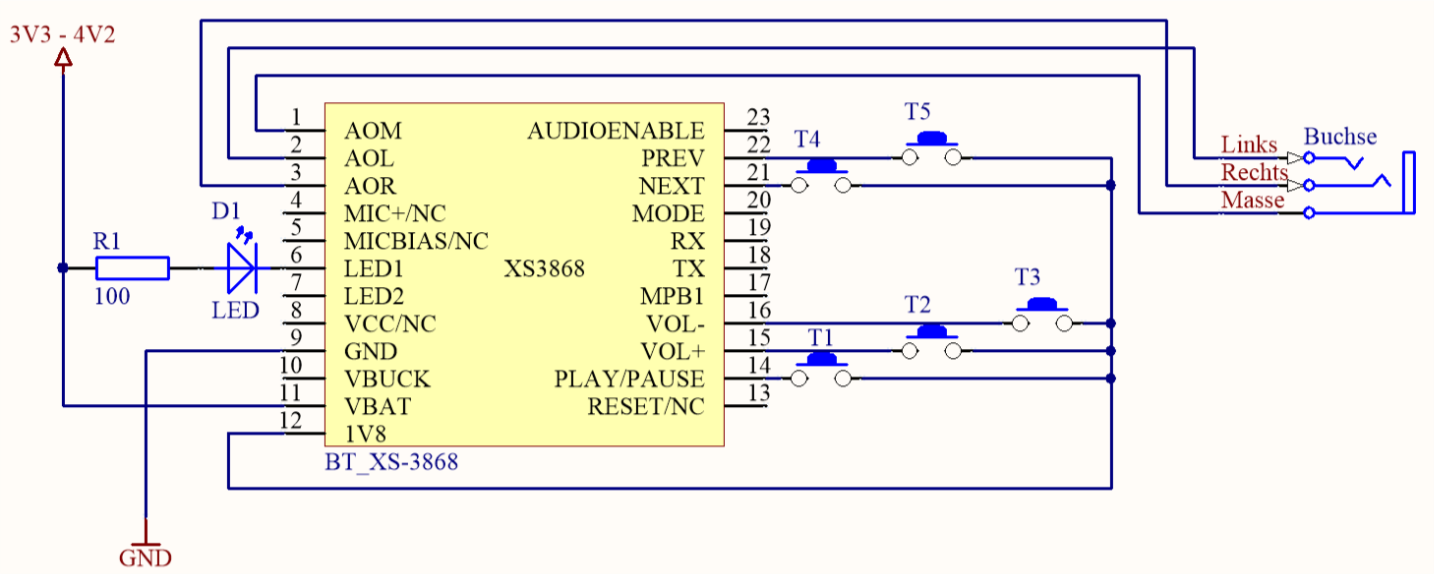 3V3 - 4V2
R1
100
D1
LED
GND
1 AOM
2 AOL
3 AOR
4 MIC+/NC
5 MICBIAS/NC
6 LED1
7 LED2
8 VCC/NC
9 GND
10 VBUCK
11 VBAT
12 1V8
XS3868
AUDIOENABLE 23
PREV 22
NEXT 21
MODE 20
RX 19
TX 18
MPB1 17
VOL- 16
VOL+ 15
PLAY/PAUSE 14
RESET/NC 13
BT_XS-3868
T5
T4
T3
T2
T1
Buchse
Links
Rechts
Masse